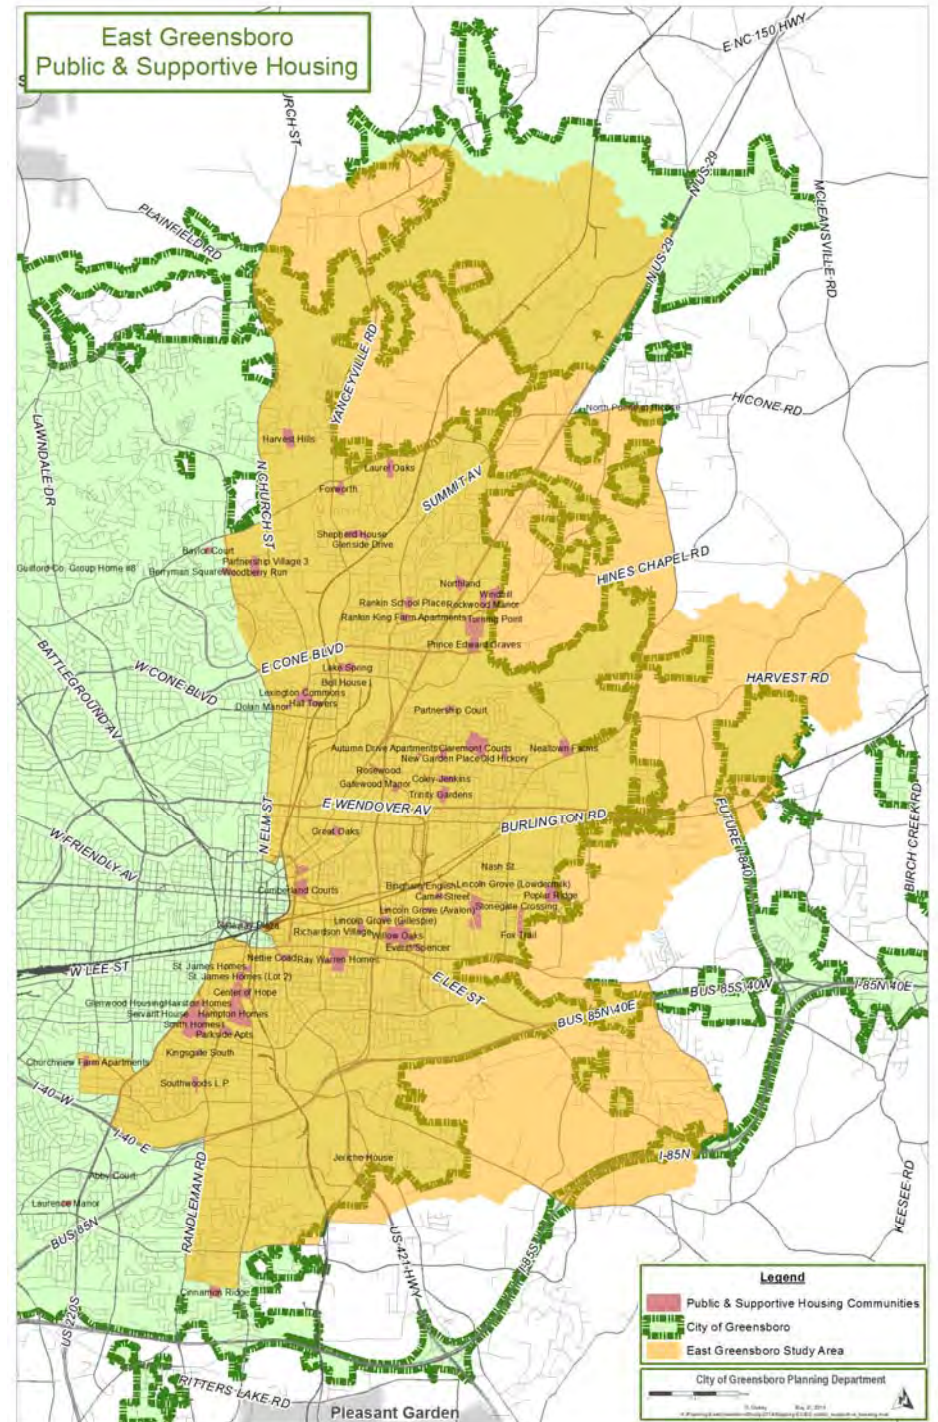 East Greensboro
Public & Supportive Housing
E NC 150 HWY
URCH ST
N US 29
MCLEANSVILLE RD
PLAINFIELD RD
N US 29
YANCEYVILLE RD
HICONE RD
LAWNDALE DR
Harvest Hills
Laurel Oaks
SUMMIT AV
Foxworth
N CHURCH ST
Shepherd House
Glenside Drive
Baylor Court
Partnership Village 3
Guilford Co. Group Home #8
Berryman Square
Woodberry Run
HINES CHAPEL RD
Northland
Windhill
Rankin School Place
Rockwood Manor
Rankin King Farm Apartments
Turning Point
Prince Edward Graves
BATTLEGROUND AV
W CONE BLVD
E CONE BLVD
Lake Spring
Bell House I
HARVEST RD
Lexington Commons
Dolan Manor
Hall Towers
Partnership Court
Autumn Drive Apartments
Claremont Courts
Nealtown Farms
New Garden Place
Old Hickory
Rosewood
Gatewood Manor
Coley Jenkins
Trinity Gardens
N ELM ST
E WENDOVER AV
BURLINGTON RD
FUTURE I-840
BIRCH CREEK RD
W FRIENDLY AV
Great Oaks
Nash St.
Cumberland Courts
Bingham/English
Lincoln Grove (Lowdermilk)
Carmel Street
Poplar Ridge
Lincoln Grove (Avalon)
Stonegate Crossing
Lincoln Grove (Gillespie)
Gateway Plaza
Richardson Village
Willow Oaks
Fox Trail
Everitt/Spencer
W LEE ST
Nettie Coad
Ray Warren Homes
St. James Homes
St. James Homes (Lot 2)
E LEE ST
BUS 85S\40W
I-85N\40E
Center of Hope
Glenwood Housing
Hairston Homes
Servant House
Hampton Homes
BUS 85N\40E
Smith Homes
Parkside Apts
Kingsgate South
Churchview Farm Apartments
Southwoods L.P
I-40 W
I-40 E
Jericho House
I-85N
Abby Court
Laurence Manor
RANDLEMAN RD
KEESEE RD
BUS 85N
US 421 HWY
I-85S
Cinnamon Ridge
US 220S
RITTERS LAKE RD
Pleasant Garden
Legend
Public & Supportive Housing Communities
City of Greensboro
East Greensboro Study Area
City of Greensboro Planning Department